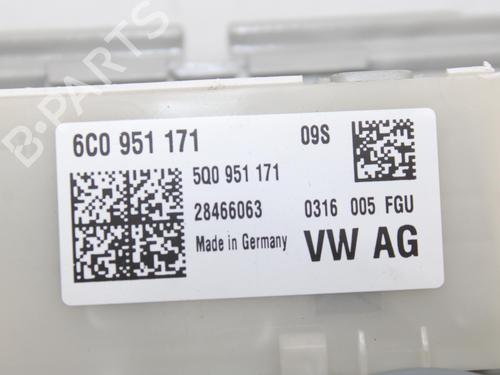 B-PARTS
6C0 951 171 09S
5Q0 951 171
28466063 0316 005 FGU
Made in Germany VW AG